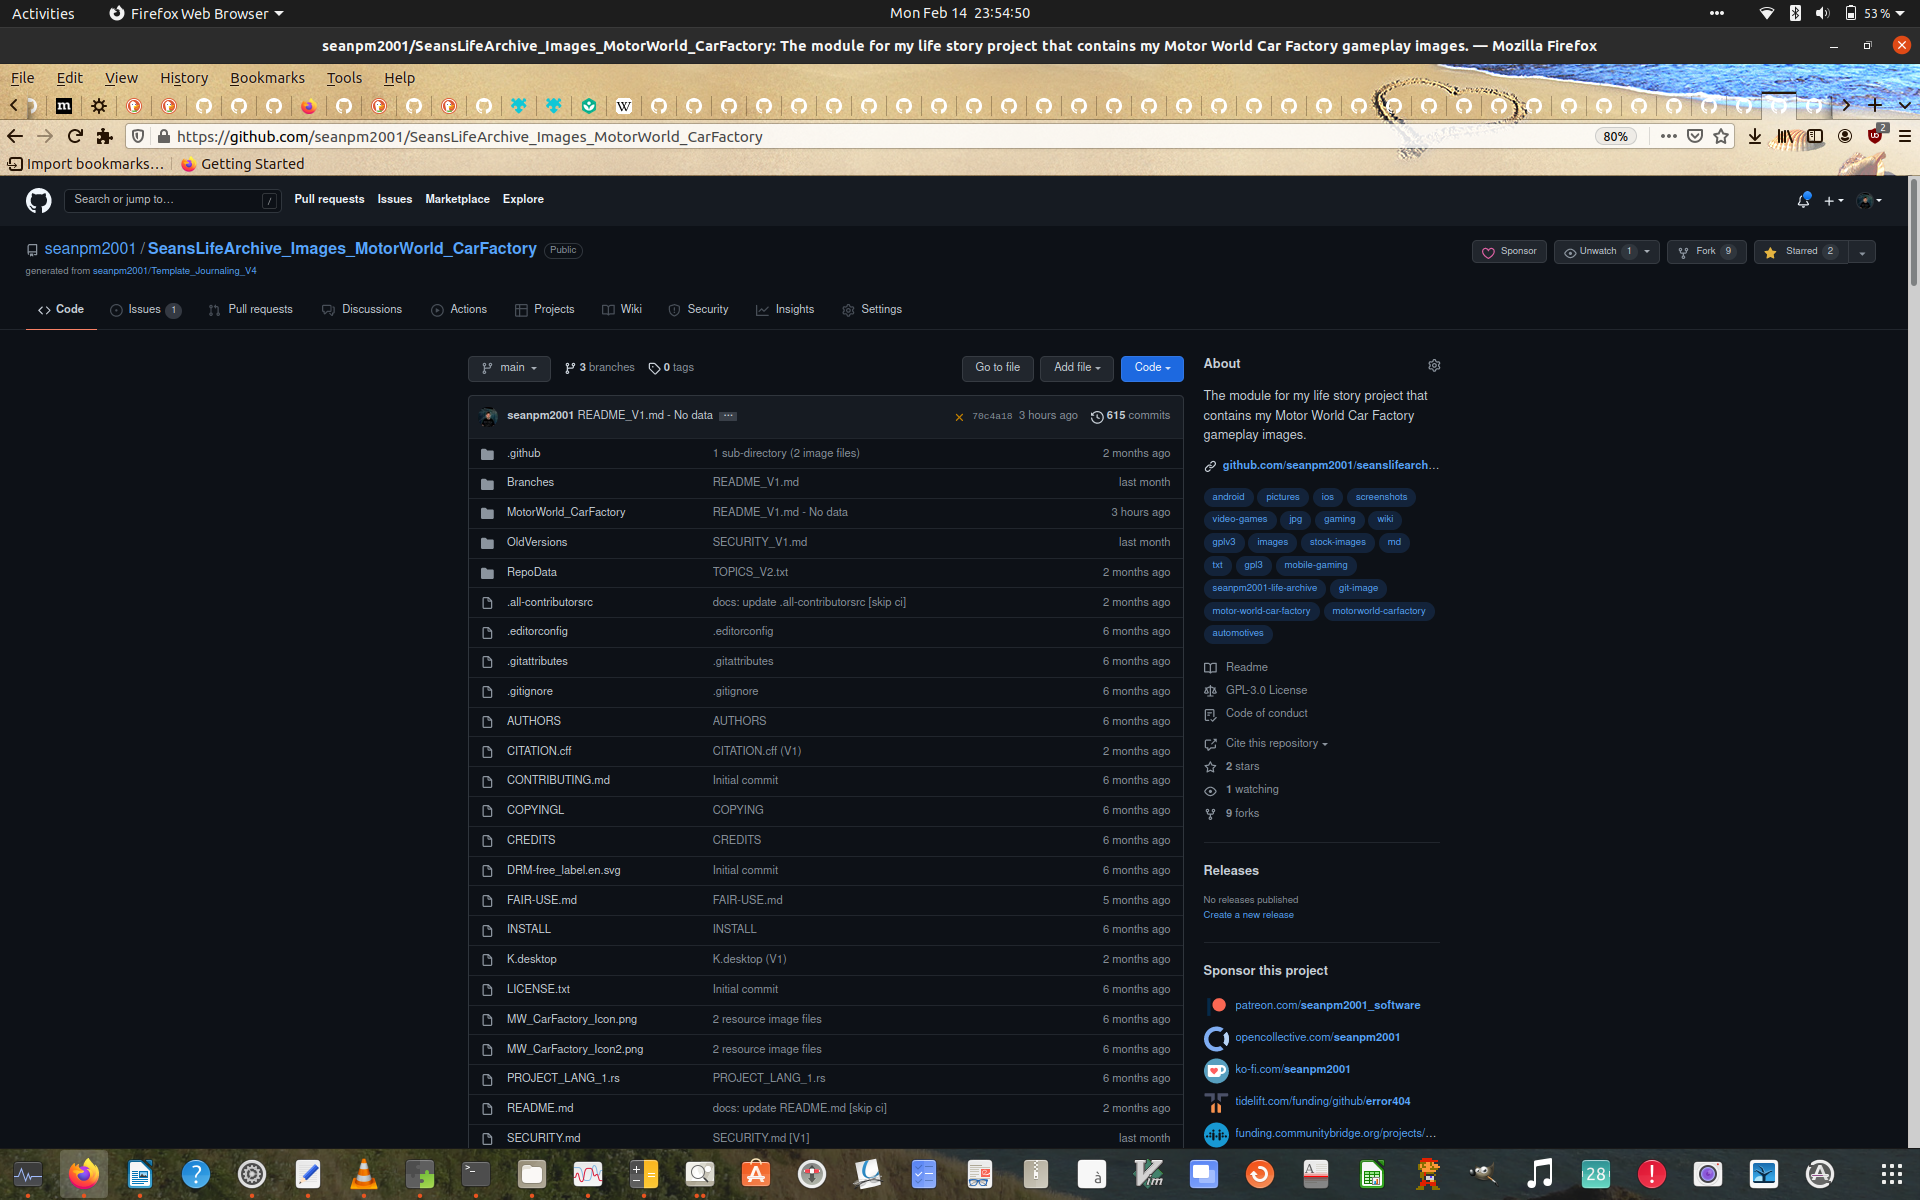 Activities
Firefox Web Browser
Mon Feb 14 23:54:50
53 %
seanpm2001/SeansLifeArchive_Images_MotorWorld_CarFactory: The module for my life story project that contains my Motor World Car Factory gameplay images. — Mozilla Firefox
File Edit View History Bookmarks Tools Help
https://github.com/seanpm2001/SeansLifeArchive_Images_MotorWorld_CarFactory
80%
2
Import bookmarks...
Getting Started
Search or jump to...
/
Pull requests Issues Marketplace Explore
seanpm2001 / SeansLifeArchive_Images_MotorWorld_CarFactory Public
generated from seanpm2001/Template_Journaling_V4
Sponsor
Unwatch 1
Fork 9
Starred 2
Code
Issues 1
Pull requests
Discussions
Actions
Projects
Wiki
Security
Insights
Settings
main
3 branches
0 tags
Go to file
Add file
Code
seanpm2001 README_V1.md - No data
70c4a18 3 hours ago 615 commits
.github 1 sub-directory (2 image files) 2 months ago
Branches README_V1.md last month
MotorWorld_CarFactory README_V1.md - No data 3 hours ago
OldVersions SECURITY_V1.md last month
RepoData TOPICS_V2.txt 2 months ago
.all-contributorsrc docs: update .all-contributorsrc [skip ci] 2 months ago
.editorconfig .editorconfig 6 months ago
.gitattributes .gitattributes 6 months ago
.gitignore .gitignore 6 months ago
AUTHORS AUTHORS 6 months ago
CITATION.cff CITATION.cff (V1) 2 months ago
CONTRIBUTING.md Initial commit 6 months ago
COPYINGL COPYING 6 months ago
CREDITS CREDITS 6 months ago
DRM-free_label.en.svg Initial commit 6 months ago
FAIR-USE.md FAIR-USE.md 5 months ago
INSTALL INSTALL 6 months ago
K.desktop K.desktop (V1) 2 months ago
LICENSE.txt Initial commit 6 months ago
MW_CarFactory_Icon.png 2 resource image files 6 months ago
MW_CarFactory_Icon2.png 2 resource image files 6 months ago
PROJECT_LANG_1.rs PROJECT_LANG_1.rs 6 months ago
README.md docs: update README.md [skip ci] 2 months ago
SECURITY.md SECURITY.md [V1] last month
About
The module for my life story project that
contains my Motor World Car Factory
gameplay images.
github.com/seanpm2001/seanslifearch...
android pictures ios screenshots
video-games jpg gaming wiki
gplv3 images stock-images md
txt gpl3 mobile-gaming
seanpm2001-life-archive git-image
motor-world-car-factory motorworld-carfactory
automotives
Readme
GPL-3.0 License
Code of conduct
Cite this repository
2 stars
1 watching
9 forks
Releases
No releases published
Create a new release
Sponsor this project
patreon.com/seanpm2001_software
opencollective.com/seanpm2001
ko-fi.com/seanpm2001
tidelift.com/funding/github/error404
funding.communitybridge.org/projects/...
28